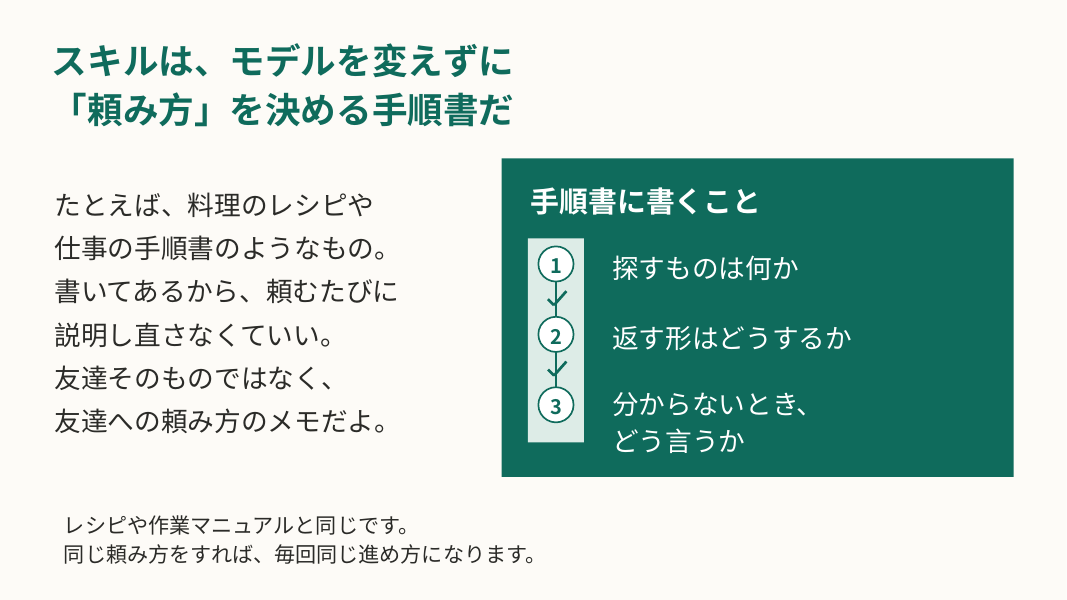 スキルは、モデルを変えずに
「頼み方」を決める手順書だ
たとえば、料理のレシピや
仕事の手順書のようなもの。
書いてあるから、頼むたびに
説明し直さなくていい。
友達そのものではなく、
友達への頼み方のメモだよ。
手順書に書くこと
1 探すものは何か
2 返す形はどうするか
3 分からないとき、
どう言うか
レシピや作業マニュアルと同じです。
同じ頼み方をすれば、毎回同じ進め方になります。